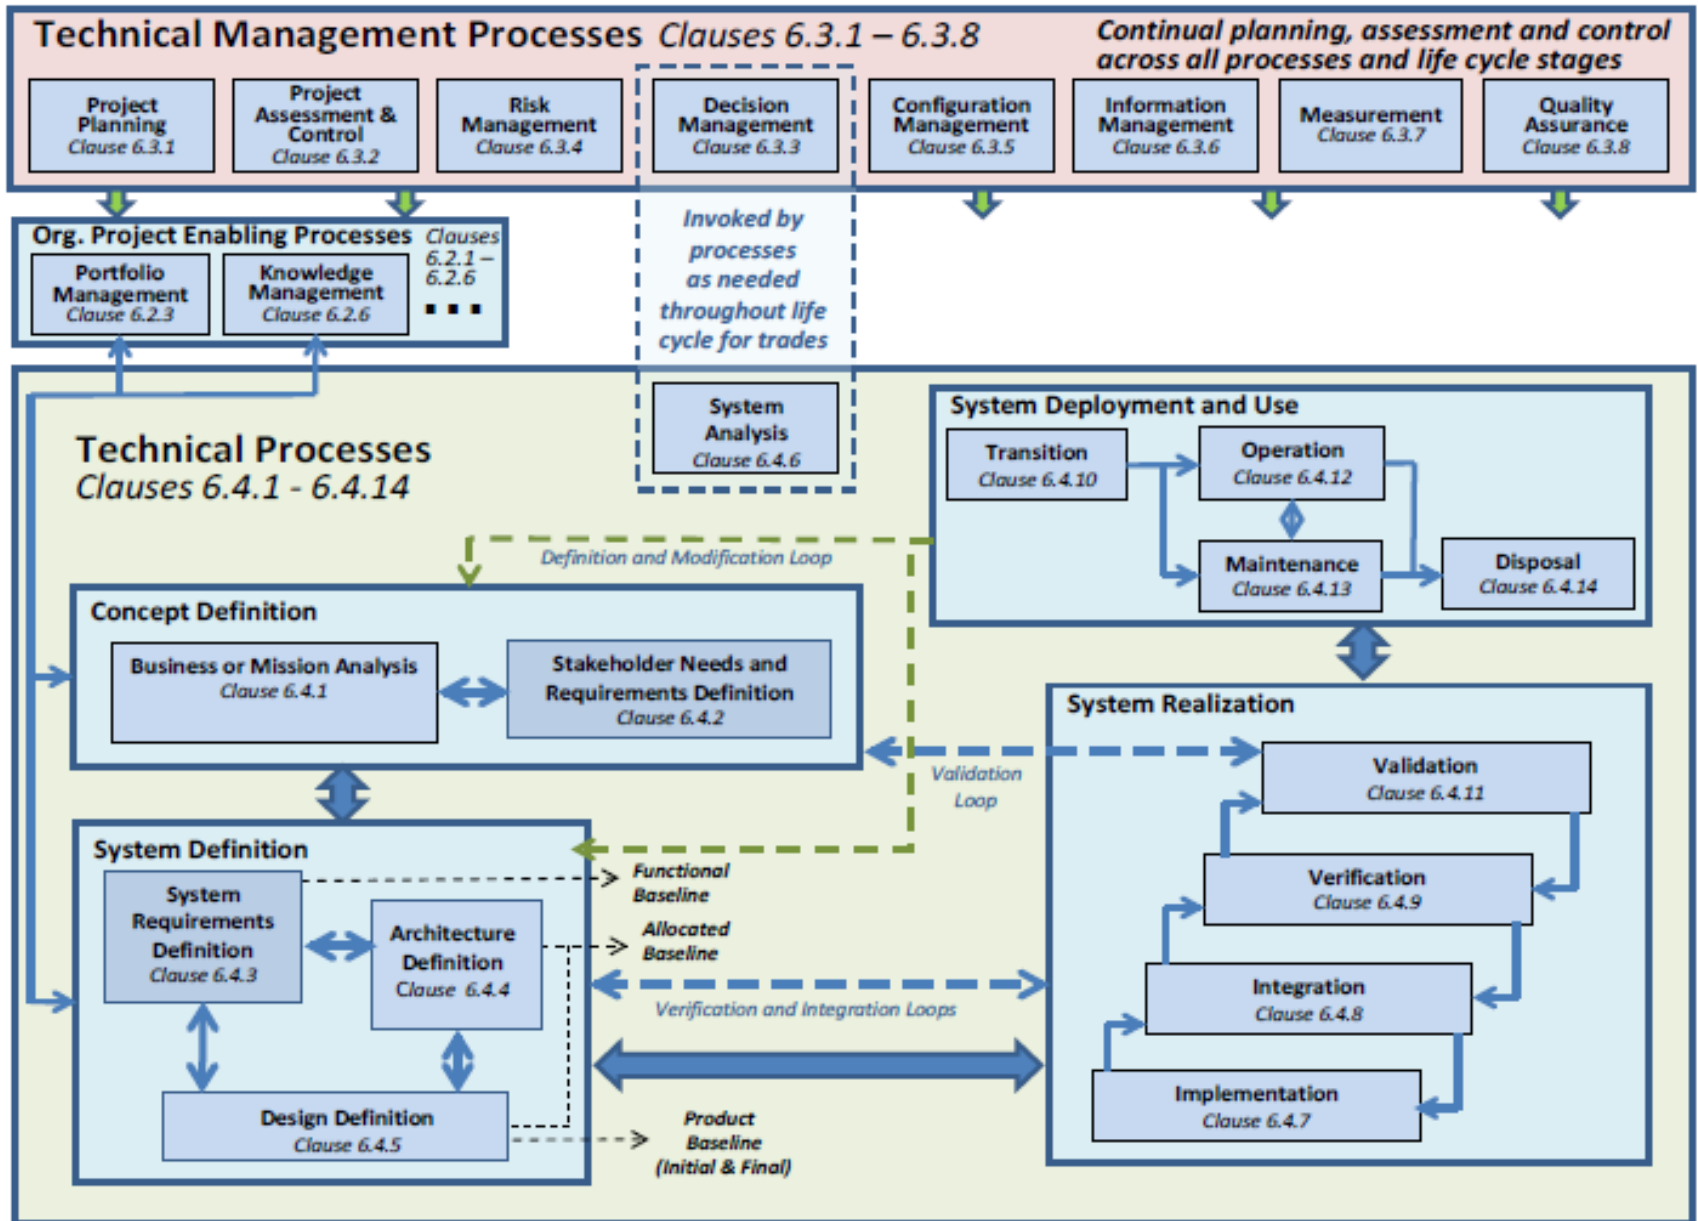 Technical Management Processes Clauses 6.3.1 – 6.3.8
Continual planning, assessment and control
across all processes and life cycle stages
Project
Planning
Clause 6.3.1
Project
Assessment &
Control
Clause 6.3.2
Risk
Management
Clause 6.3.4
Decision
Management
Clause 6.3.3
Configuration
Management
Clause 6.3.5
Information
Management
Clause 6.3.6
Measurement
Clause 6.3.7
Quality
Assurance
Clause 6.3.8
Org. Project Enabling Processes
Clauses
6.2.1 –
6.2.6
Portfolio
Management
Clause 6.2.3
Knowledge
Management
Clause 6.2.6
...
Invoked by
processes
as needed
throughout life
cycle for trades
System
Analysis
Clause 6.4.6
Technical Processes
Clauses 6.4.1 - 6.4.14
System Deployment and Use
Transition
Clause 6.4.10
Operation
Clause 6.4.12
Maintenance
Clause 6.4.13
Disposal
Clause 6.4.14
Definition and Modification Loop
Concept Definition
Business or Mission Analysis
Clause 6.4.1
Stakeholder Needs and
Requirements Definition
Clause 6.4.2
Validation
Loop
System Realization
Validation
Clause 6.4.11
Verification
Clause 6.4.9
Integration
Clause 6.4.8
Implementation
Clause 6.4.7
System Definition
System
Requirements
Definition
Clause 6.4.3
Architecture
Definition
Clause 6.4.4
Design Definition
Clause 6.4.5
Functional
Baseline
Allocated
Baseline
Verification and Integration Loops
Product
Baseline
(Initial & Final)